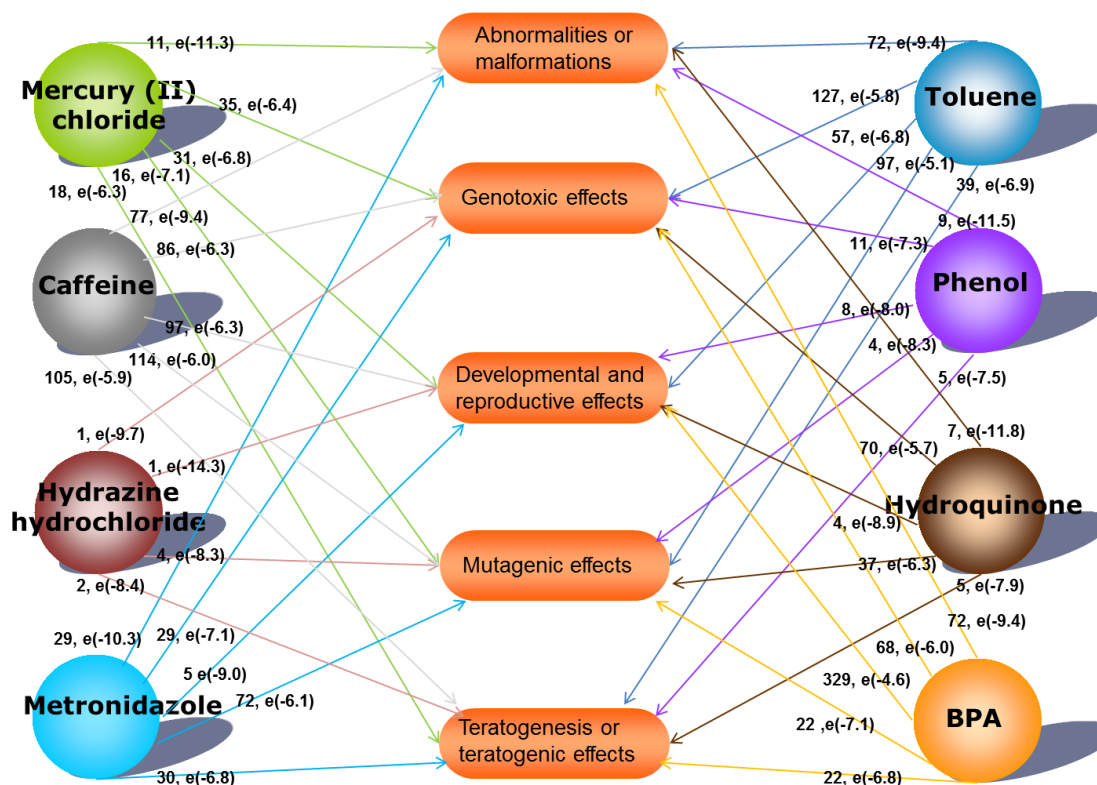 11, e(-11.3)
Abnormalities or
malformations
72, e(-9.4)
Mercury (II)
chloride
35, e(-6.4)
31, e(-6.8)
16, e(-7.1)
18, e(-6.3)
127, e(-5.8)
Toluene
57, e(-6.8)
97, e(-5.1)
39, e(-6.9)
Genotoxic effects
77, e(-9.4)
86, e(-6.3)
9, e(-11.5)
11, e(-7.3)
Caffeine
Phenol
97, e(-6.3)
114, e(-6.0)
105, e(-5.9)
8, e(-8.0)
4, e(-8.3)
5, e(-7.5)
Developmental and
reproductive effects
1, e(-9.7)
1, e(-14.3)
7, e(-11.8)
70, e(-5.7)
Hydrazine
hydrochloride
Hydroquinone
4, e(-8.3)
2, e(-8.4)
Mutagenic effects
4, e(-8.9)
37, e(-6.3)
5, e(-7.9)
29, e(-10.3)
29, e(-7.1)
5 e(-9.0)
72, e(-6.1)
72, e(-9.4)
68, e(-6.0)
329, e(-4.6)
22 ,e(-7.1)
Metronidazole
Teratogenesis or
teratogenic effects
BPA
30, e(-6.8)
22, e(-6.8)